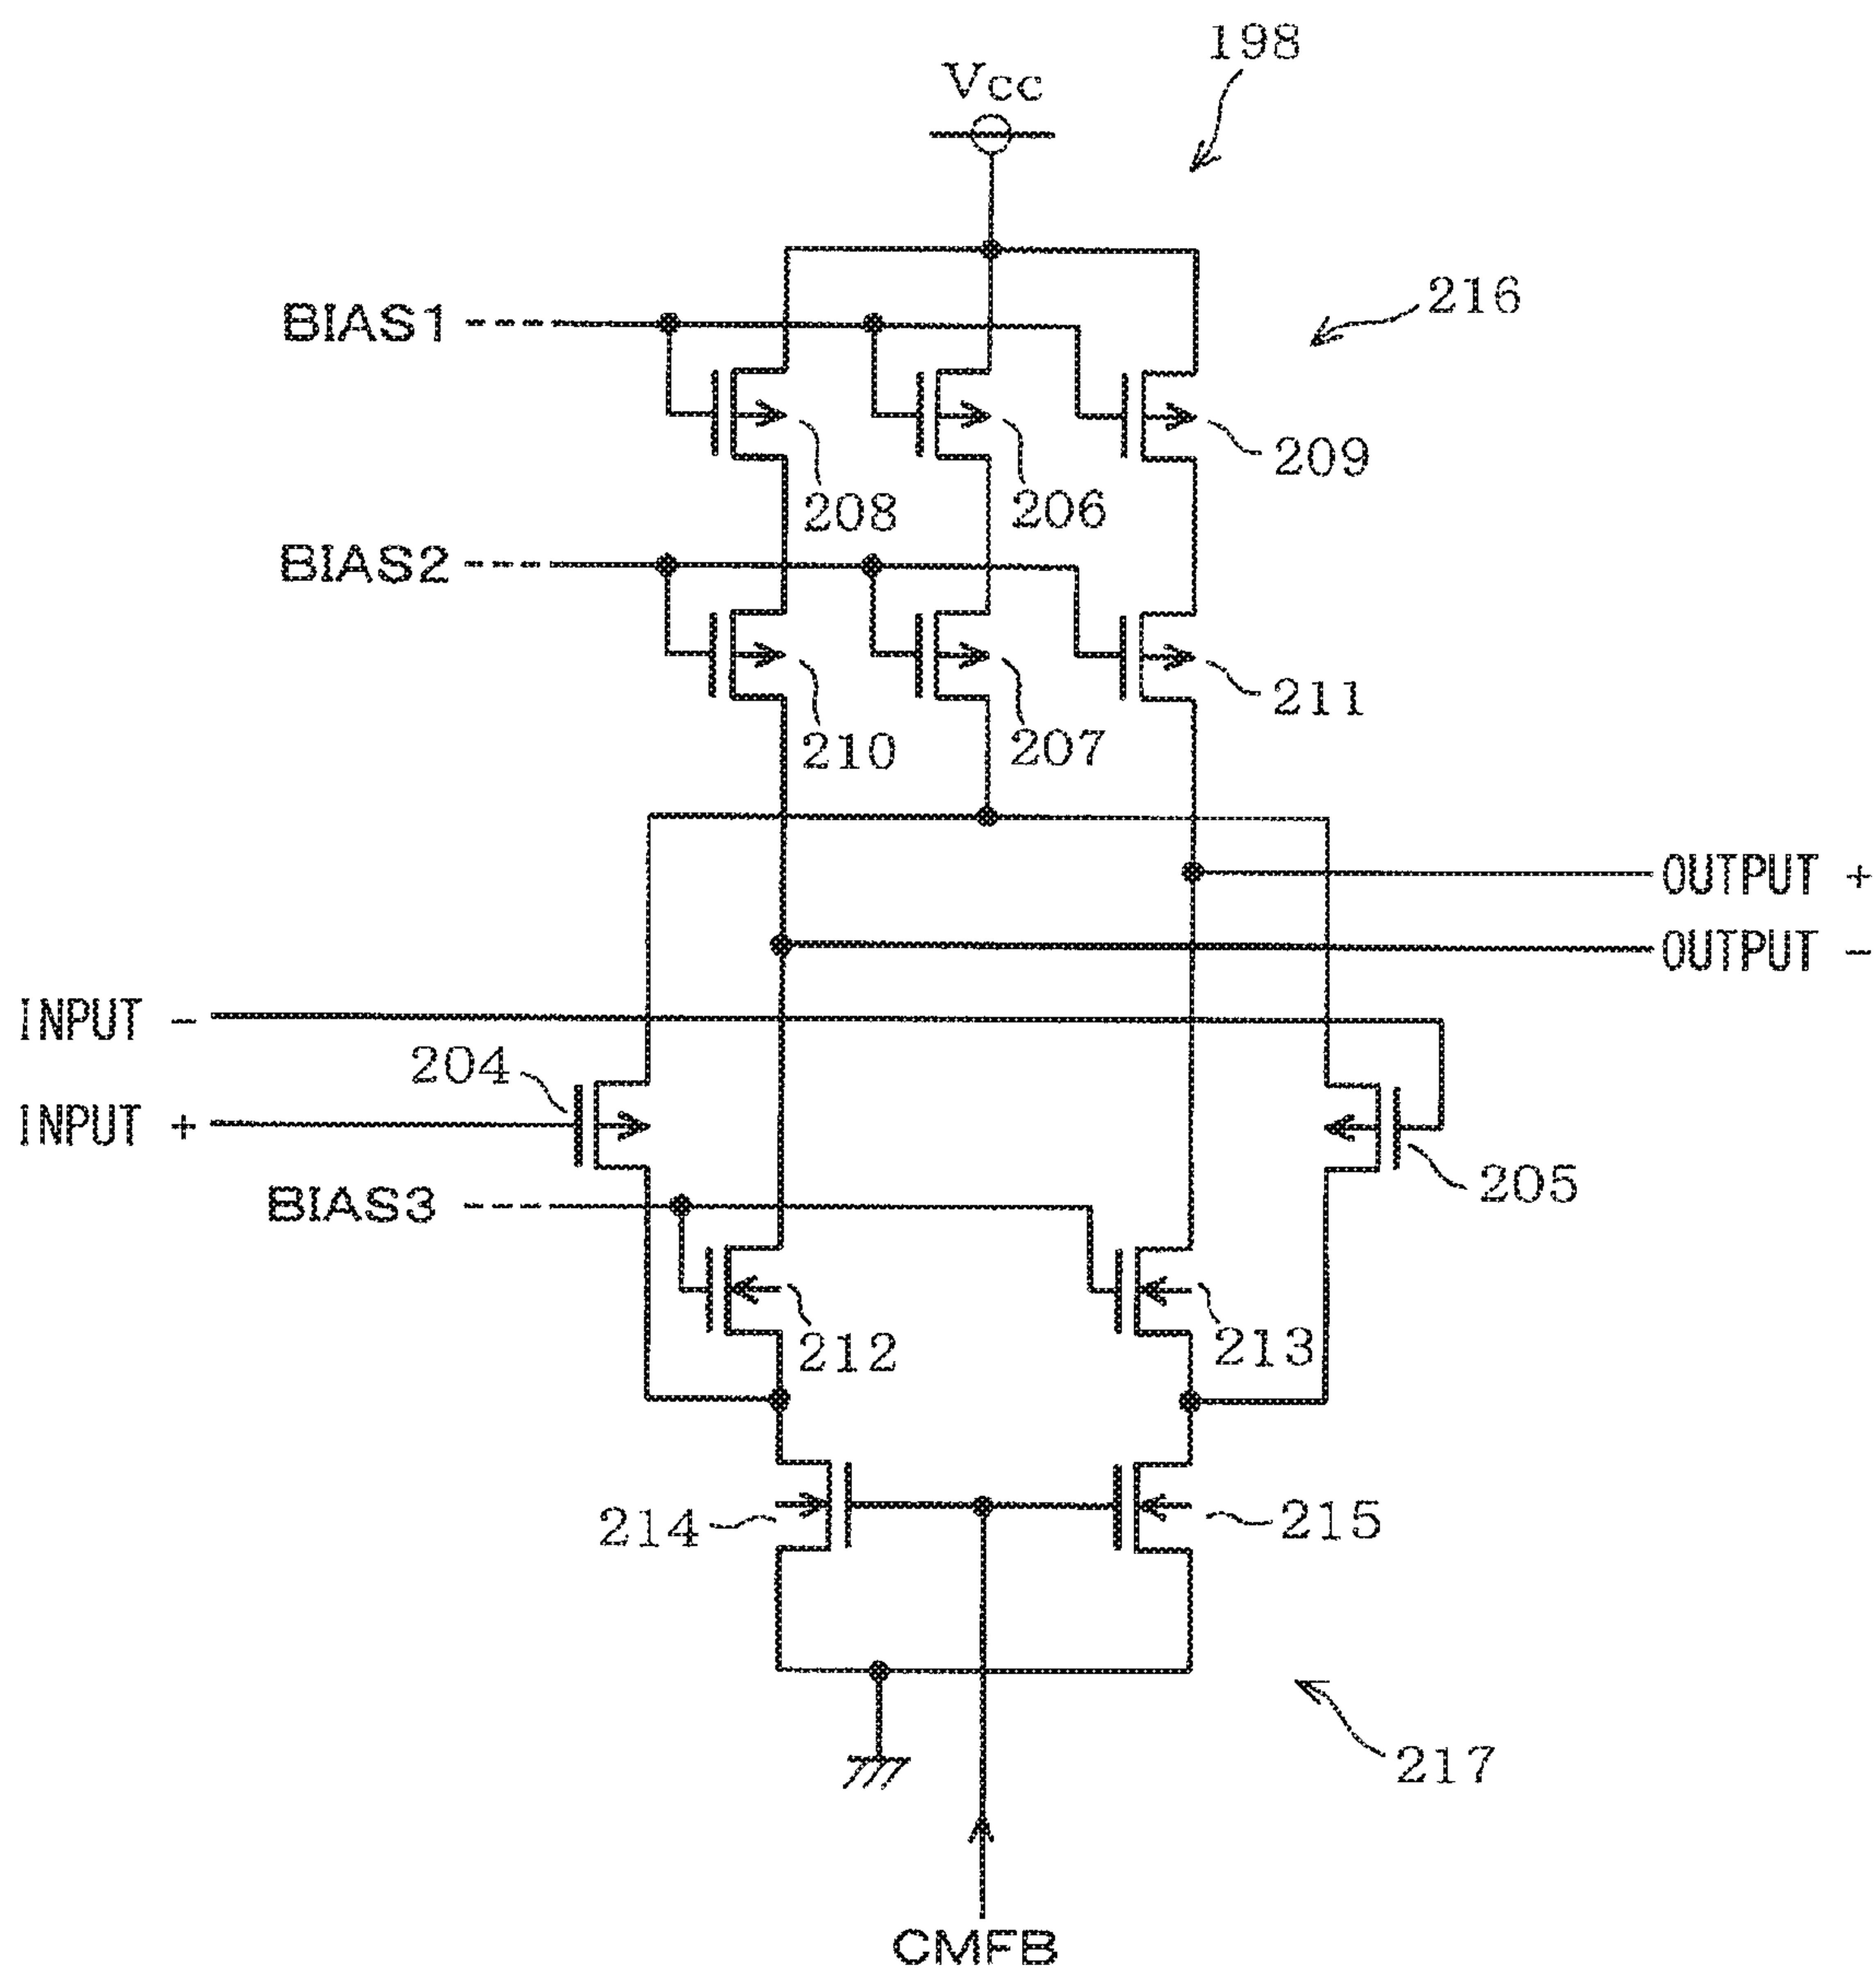 198
Vcc
216
BIAS1
209
208
206
BIAS2
211
210
207
OUTPUT +
OUTPUT -
INPUT -
204
INPUT +
205
BIAS3
212
213
214
215
217
CMFB